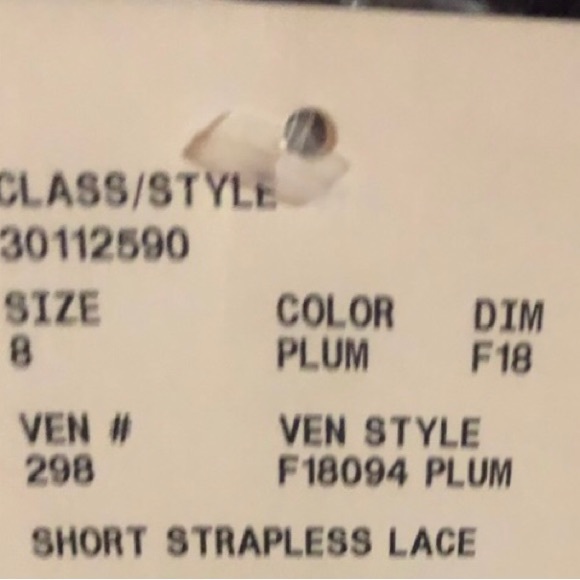 CLASS/STYLE
30112590
SIZE COLOR DIM
8 PLUM F18
VEN # VEN STYLE
298 F18094 PLUM
SHORT STRAPLESS LACE